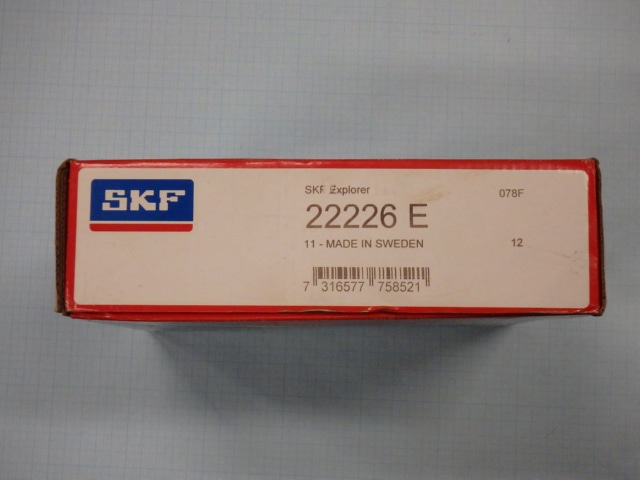 SKF
SKF Explorer
078F
22226 E
11 - MADE IN SWEDEN
12
7 316577 758521